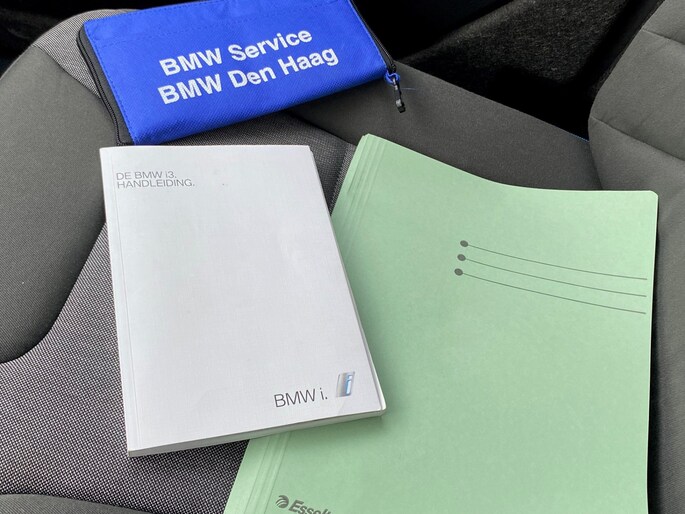 BMW Service
BMW Den Haag
DE BMW i3.
HANDLEIDING.
BMW i.
i